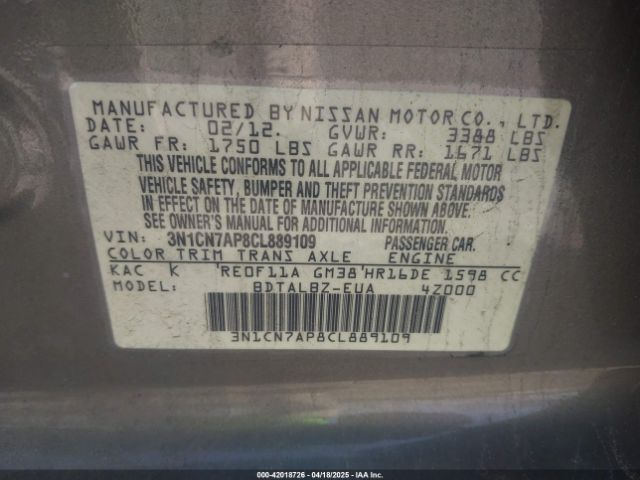 MANUFACTURED BY NISSAN MOTOR CO., LTD.
DATE: 02/12. GVWR: 3388 LBS
GAWR FR: 1750 LBS GAWR RR: 1671 LBS
THIS VEHICLE CONFORMS TO ALL APPLICABLE FEDERAL MOTOR
VEHICLE SAFETY, BUMPER AND THEFT PREVENTION STANDARDS
IN EFFECT ON THE DATE OF MANUFACTURE SHOWN ABOVE.
SEE OWNER'S MANUAL FOR ADDITIONAL INFORMATION.
VIN: 3N1CN7AP8CL889109 PASSENGER CAR.
COLOR TRIM TRANS AXLE ENGINE
KAC K 'RE0F11A GM38'HR16DE 1598 CC
MODEL: BDTALBZ-EUA 4Z000
3N1CN7AP8CL889109
000-42018726 - 04/18/2025 - IAA Inc.